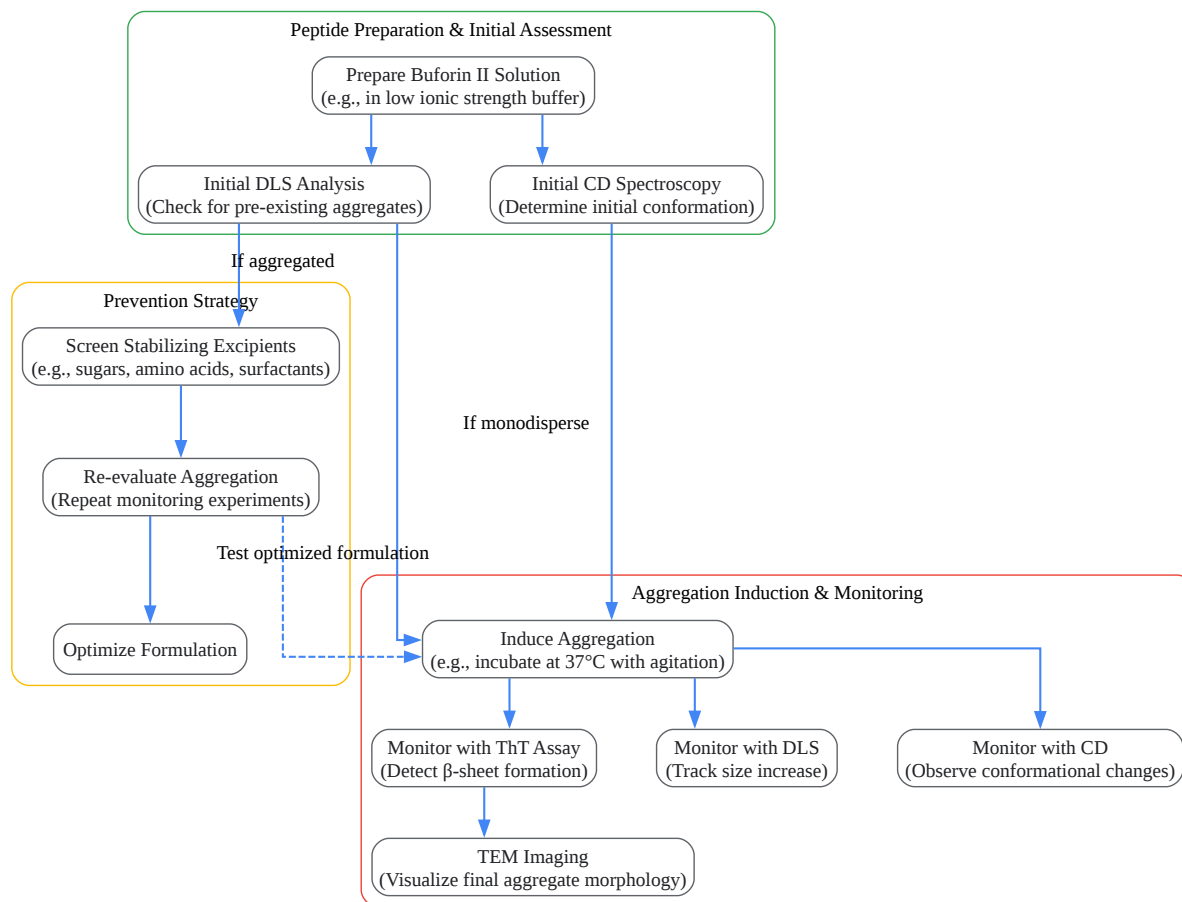 Peptide Preparation & Initial Assessment
Prepare Buforin II Solution
(e.g., in low ionic strength buffer)
Initial DLS Analysis
(Check for pre-existing aggregates)
Initial CD Spectroscopy
(Determine initial conformation)
If aggregated
Prevention Strategy
Screen Stabilizing Excipients
(e.g., sugars, amino acids, surfactants)
If monodisperse
Re-evaluate Aggregation
(Repeat monitoring experiments)
Test optimized formulation
Optimize Formulation
Aggregation Induction & Monitoring
Induce Aggregation
(e.g., incubate at 37°C with agitation)
Monitor with ThT Assay
(Detect β-sheet formation)
Monitor with DLS
(Track size increase)
Monitor with CD
(Observe conformational changes)
TEM Imaging
(Visualize final aggregate morphology)